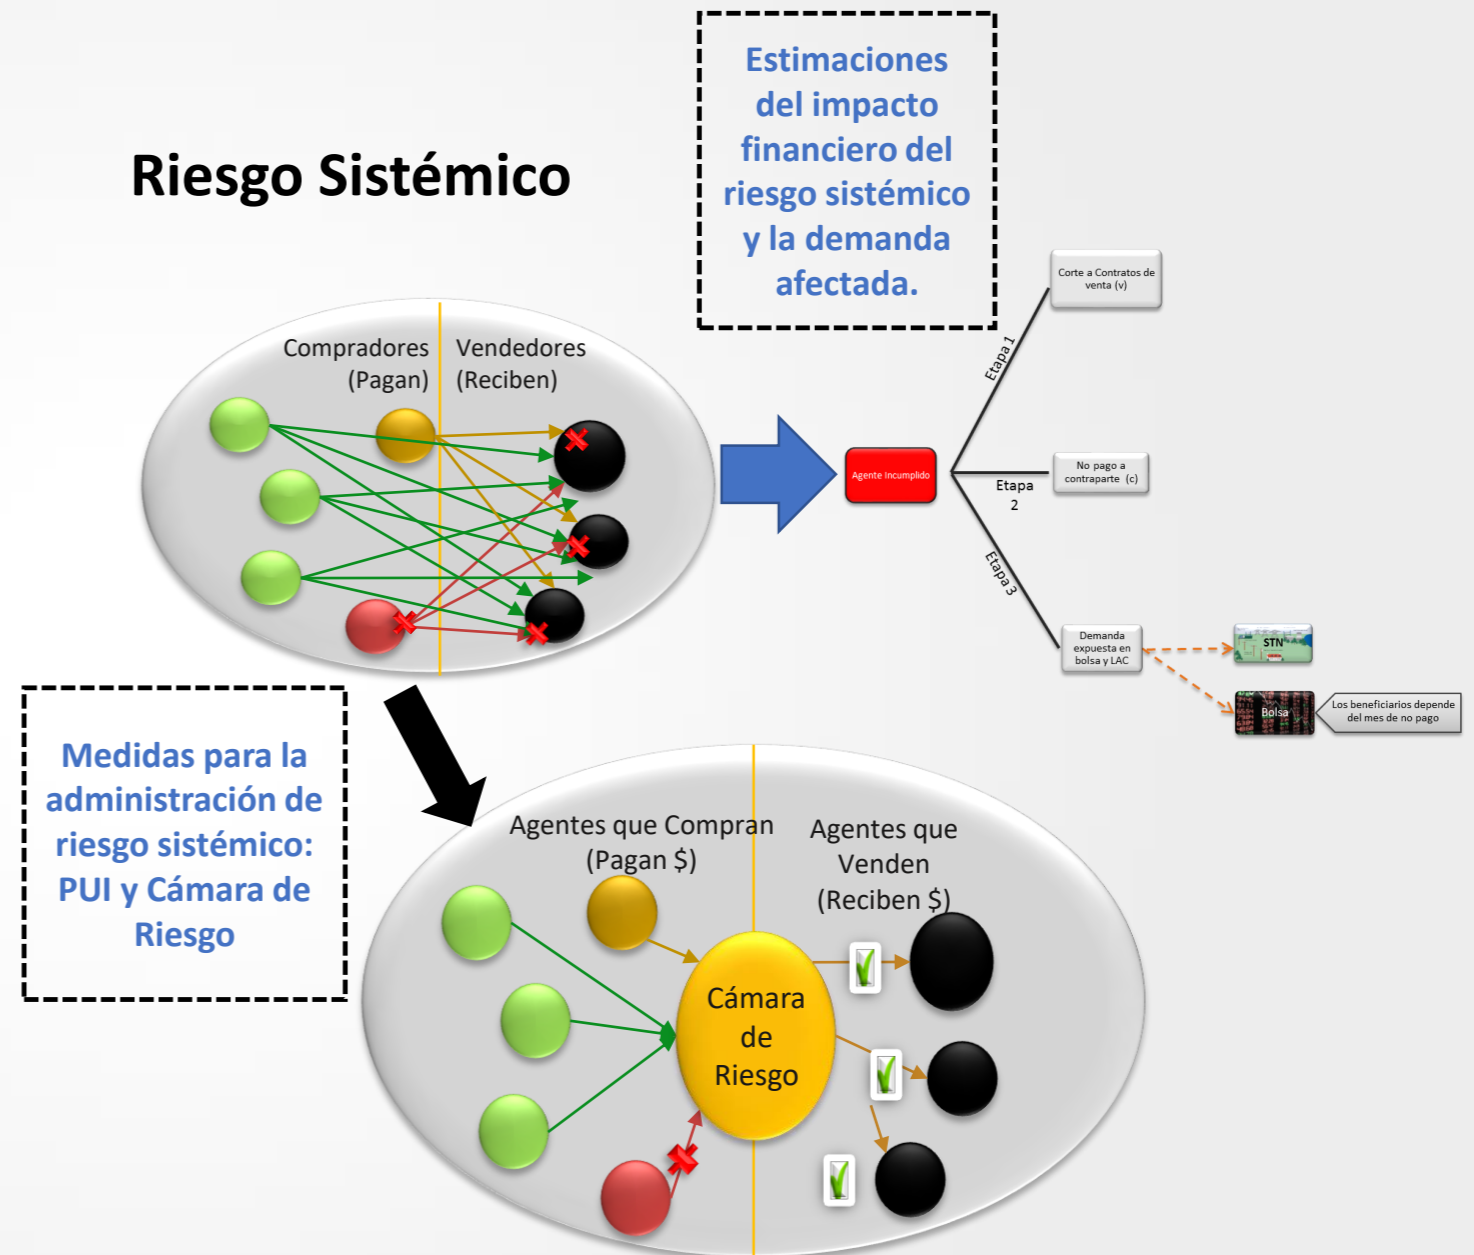 Estimaciones
del impacto
financiero del
riesgo sistémico
y la demanda
afectada.
Riesgo Sistémico
Compradores
(Pagan)
Vendedores
(Reciben)
Corte a Contratos de
venta (v)
Etapa 1
Agente Incumplido
No pago a
contraparte (c)
Etapa
2
Etapa 3
Demanda
expuesta en
bolsa y LAC
STN
Bolsa
Los beneficiarios depende
del mes de no pago
Medidas para la
administración de
riesgo sistémico:
PUI y Cámara de
Riesgo
Agentes que Compran
(Pagan $)
Agentes que
Venden
(Reciben $)
Cámara
de
Riesgo